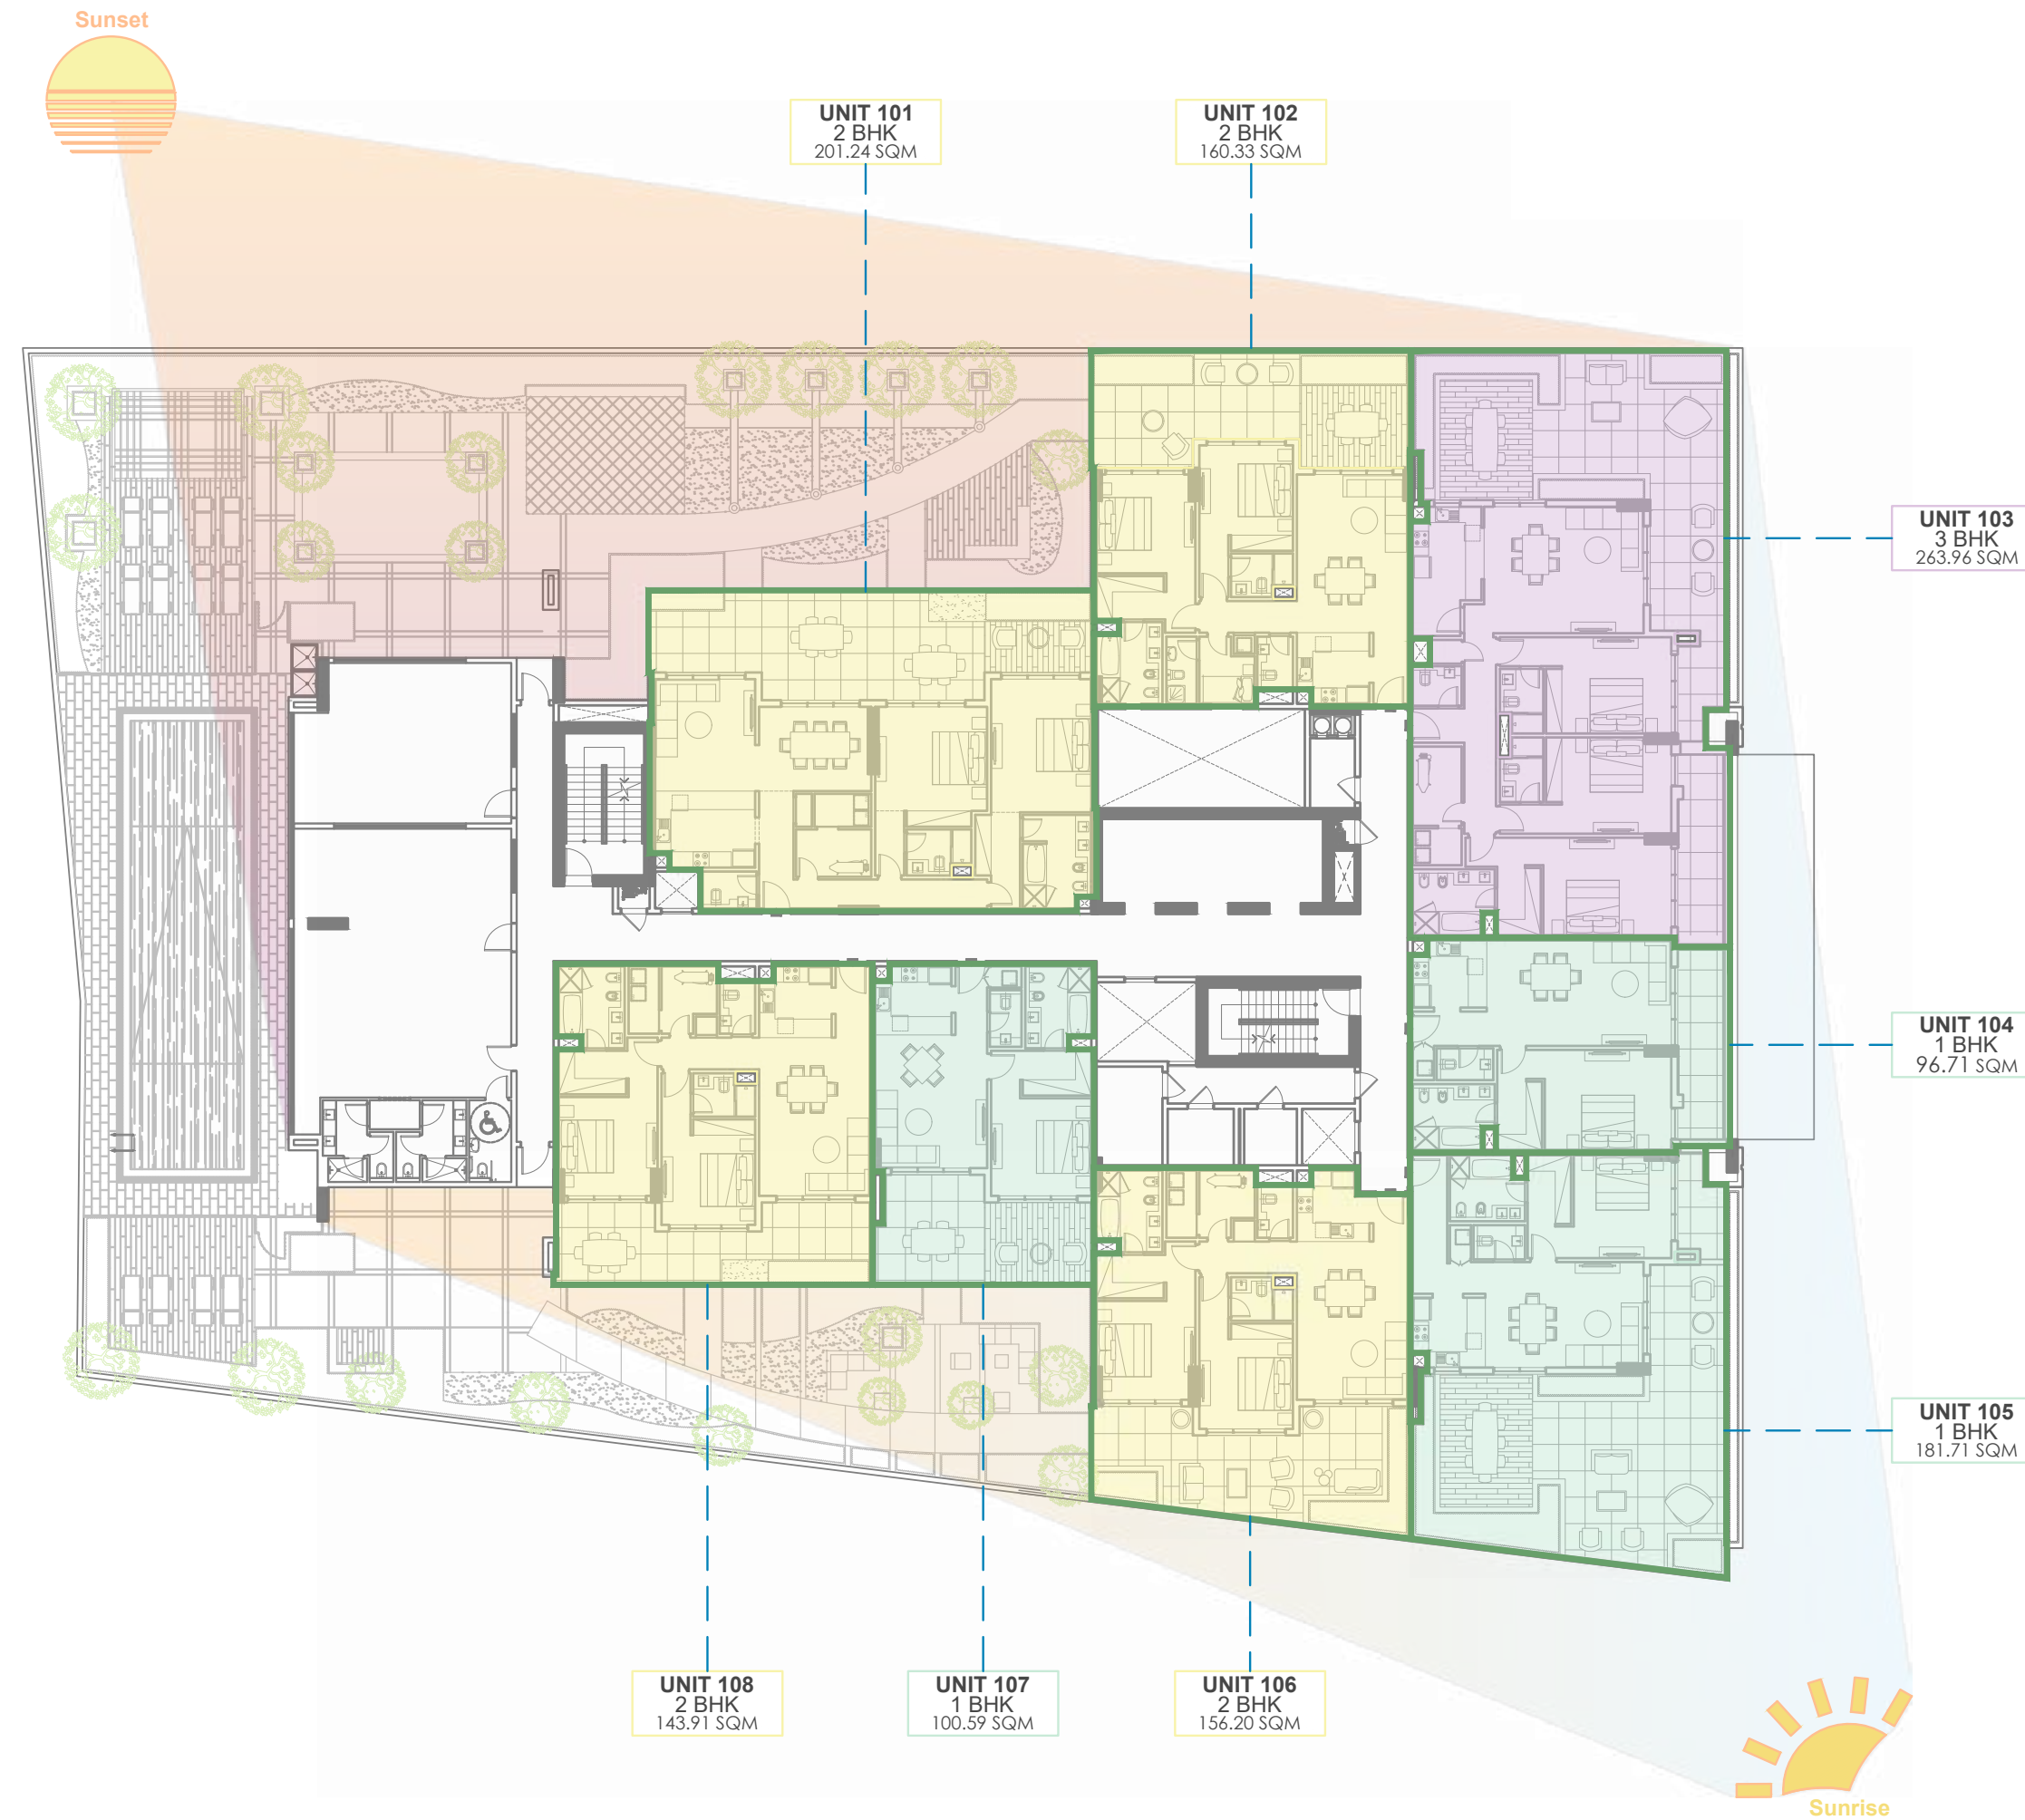 Sunset
UNIT 101
2 BHK
201.24 SQM
UNIT 102
2 BHK
160.33 SQM
UNIT 103
3 BHK
263.96 SQM
UNIT 104
1 BHK
96.71 SQM
UNIT 105
1 BHK
181.71 SQM
UNIT 108
2 BHK
143.91 SQM
UNIT 107
1 BHK
100.59 SQM
UNIT 106
2 BHK
156.20 SQM
Sunrise